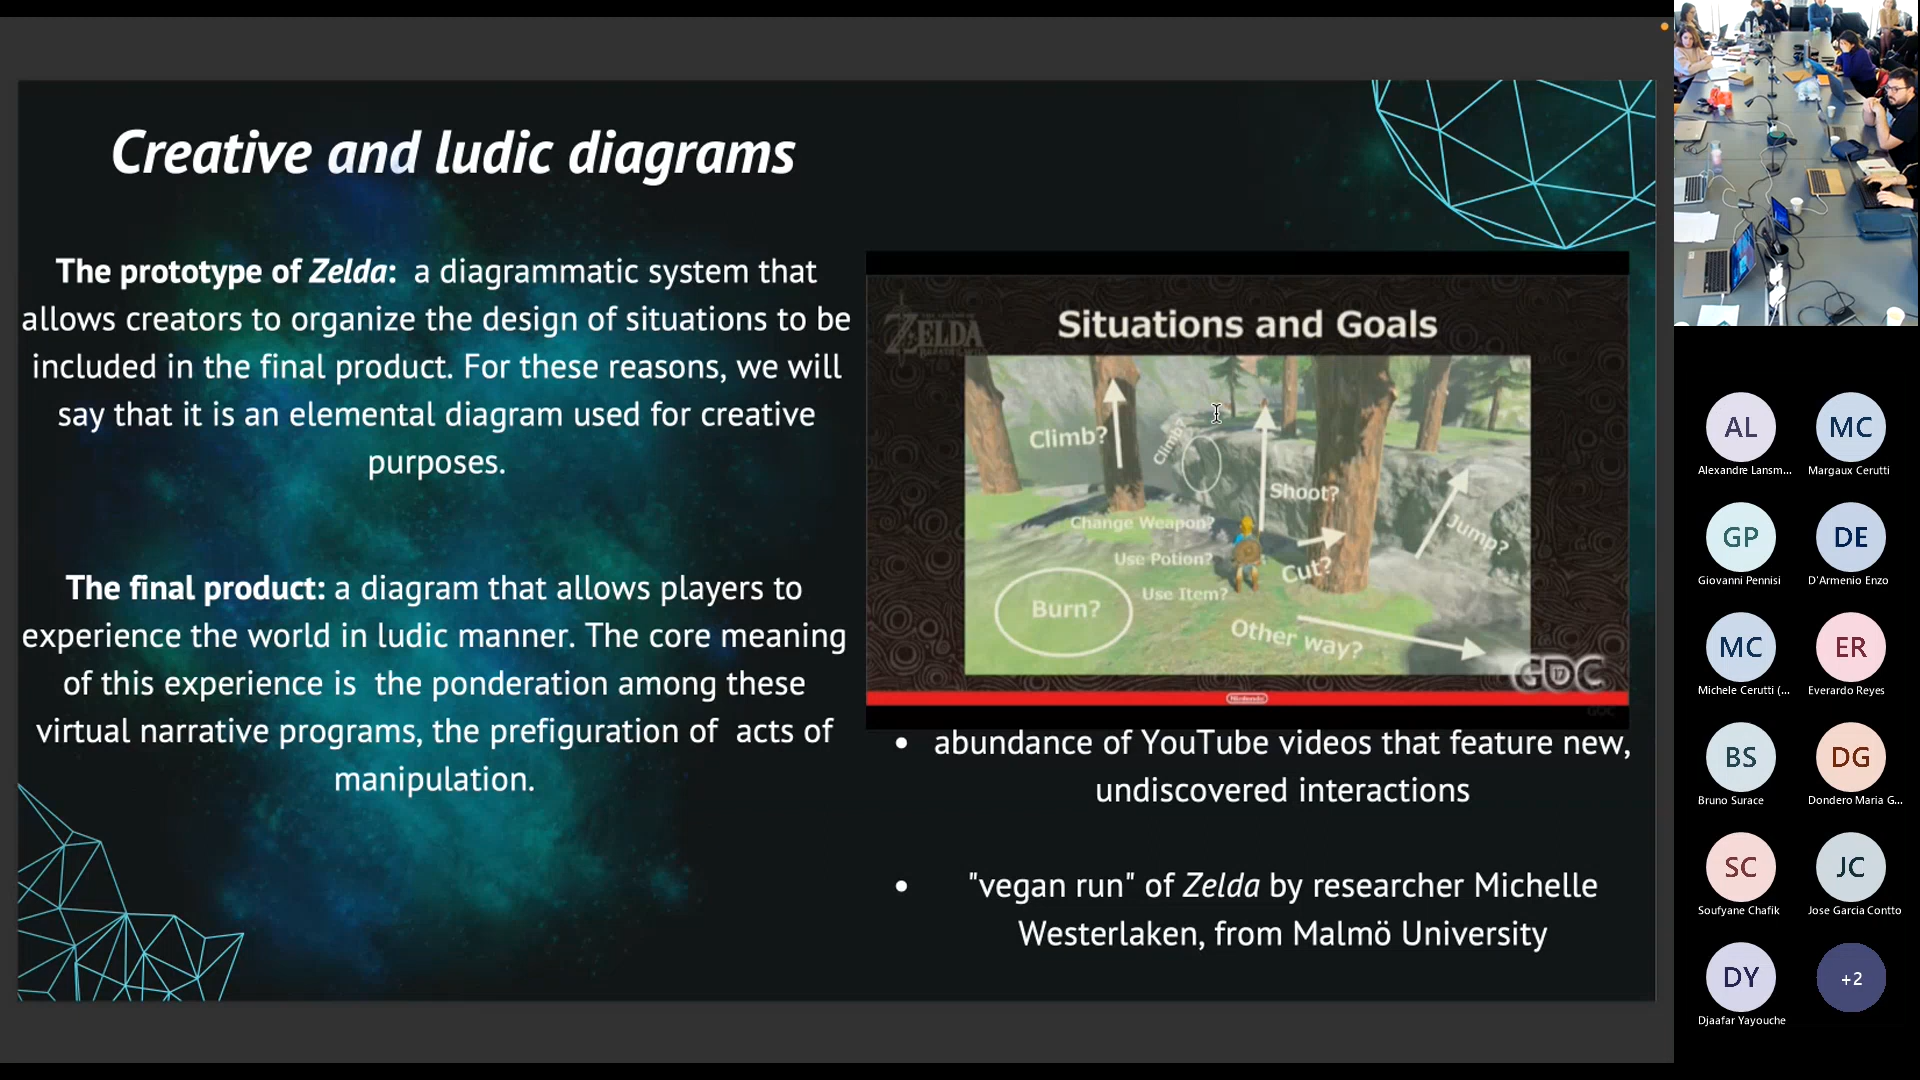 Creative and ludic diagrams
The prototype of Zelda:  a diagrammatic system that
allows creators to organize the design of situations to be
included in the final product. For these reasons, we will
say that it is an elemental diagram used for creative
purposes.
The final product: a diagram that allows players to
experience the world in ludic manner. The core meaning
of this experience is  the ponderation among these
virtual narrative programs, the prefiguration of  acts of
manipulation.
ZELDA
Situations and Goals
Climb?
Climb?
Shoot?
Change Weapon?
Jump?
Use Potion?
Cut?
Use Item?
Burn?
Other way?
GDC
Nintendo
GDC
• abundance of YouTube videos that feature new,
undiscovered interactions
• "vegan run" of Zelda by researcher Michelle
Westerlaken, from Malmö University
AL
Alexandre Lansm...
MC
Margaux Cerutti
GP
Giovanni Pennisi
DE
D'Armenio Enzo
MC
Michele Cerutti (...
ER
Everardo Reyes
BS
Bruno Surace
DG
Dondero Maria G...
SC
Soufyane Chafik
JC
Jose Garcia Contto
DY
Djaafar Yayouche
+2